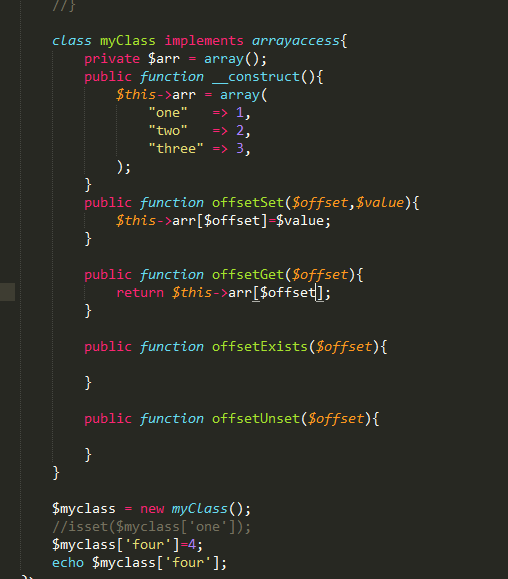 //}
class myClass implements arrayaccess{
private $arr = array();
public function __construct(){
$this->arr = array(
"one"   => 1,
"two"   => 2,
"three" => 3,
);
}
public function offsetSet($offset,$value){
$this->arr[$offset]=$value;
}
public function offsetGet($offset){
return $this->arr[$offset];
}
public function offsetExists($offset){
}
public function offsetUnset($offset){
}
}
$myclass = new myClass();
//isset($myclass['one']);
$myclass['four']=4;
echo $myclass['four'];